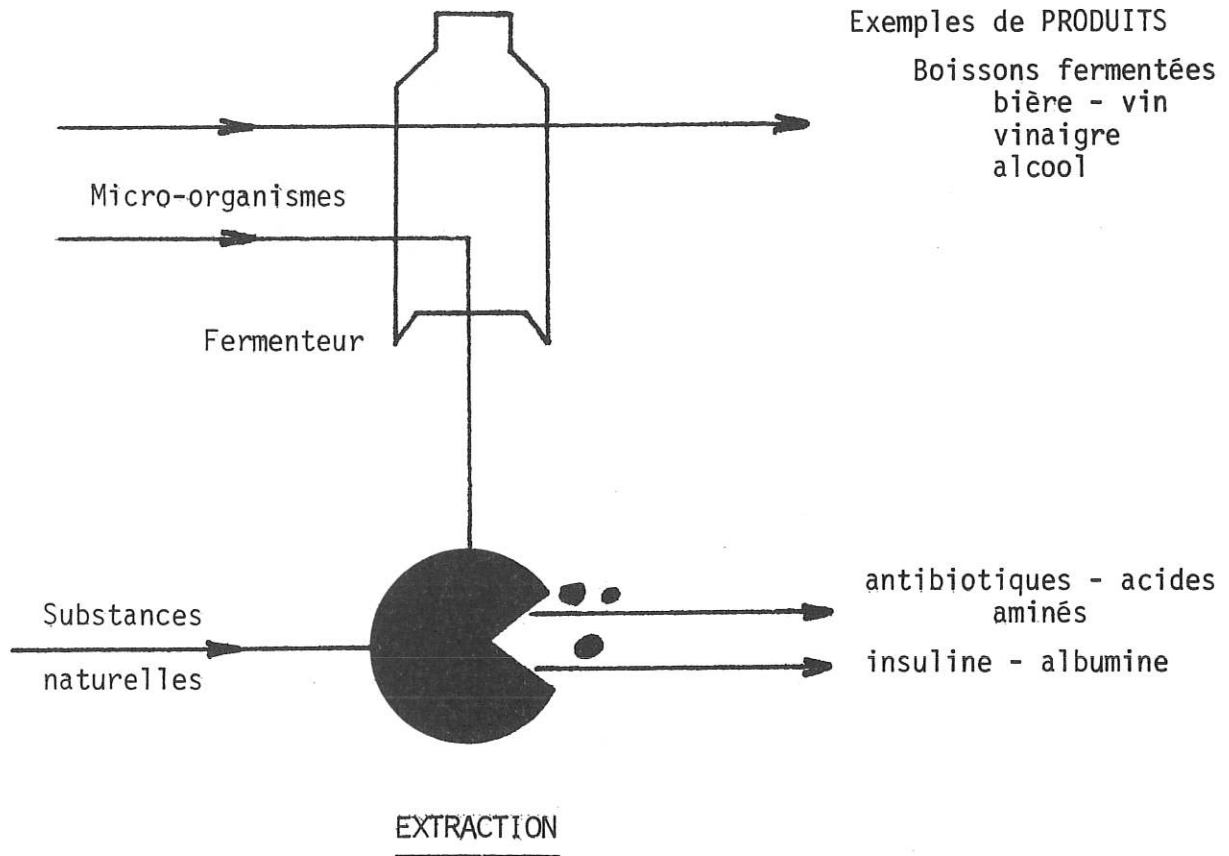 Exemples de PRODUITS
Boissons fermentées
bière - vin
vinaigre
alcool
Micro-organismes
Fermenteur
Substances
naturelles
antibiotiques - acides
aminés
insuline - albumine
EXTRACTION